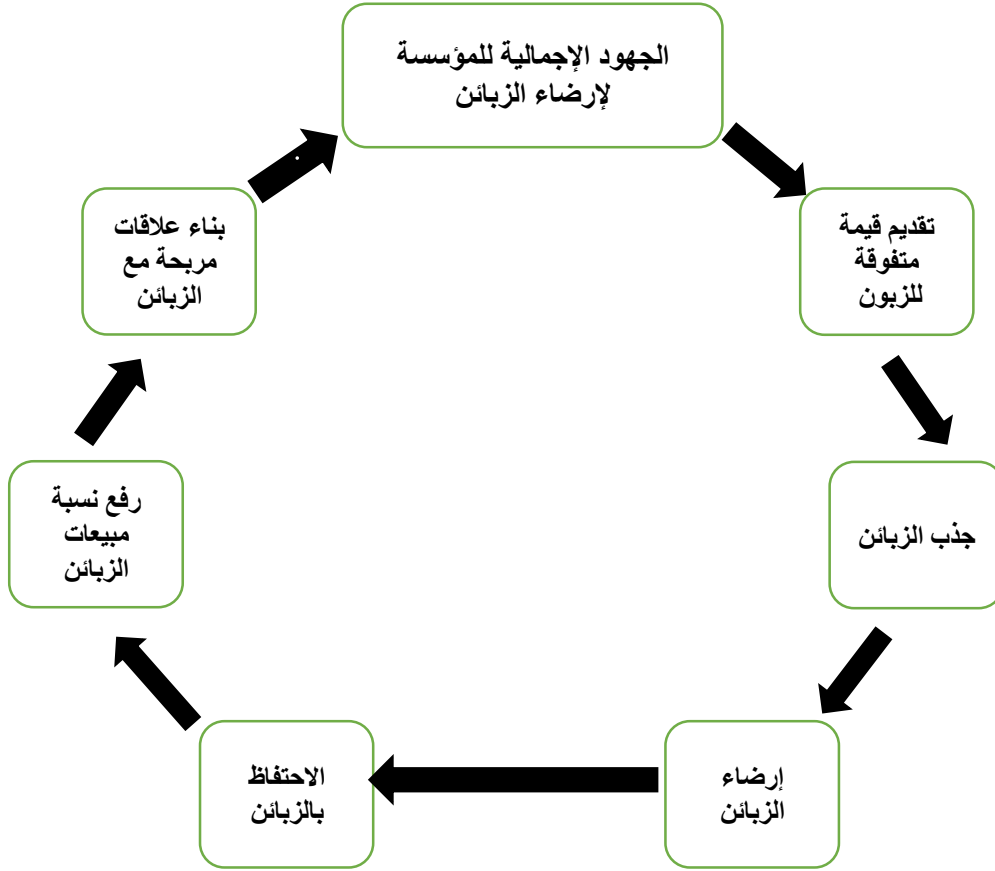 الجهود الإجمالية للمؤسسة
لإرضاء الزبائن
تقديم قيمة
متفوقة
للزبون
جذب الزبائن
إرضاء
الزبائن
الاحتفاظ
بالزبائن
رفع نسبة
مبيعات
الزبائن
بناء علاقات
مربحة مع
الزبائن